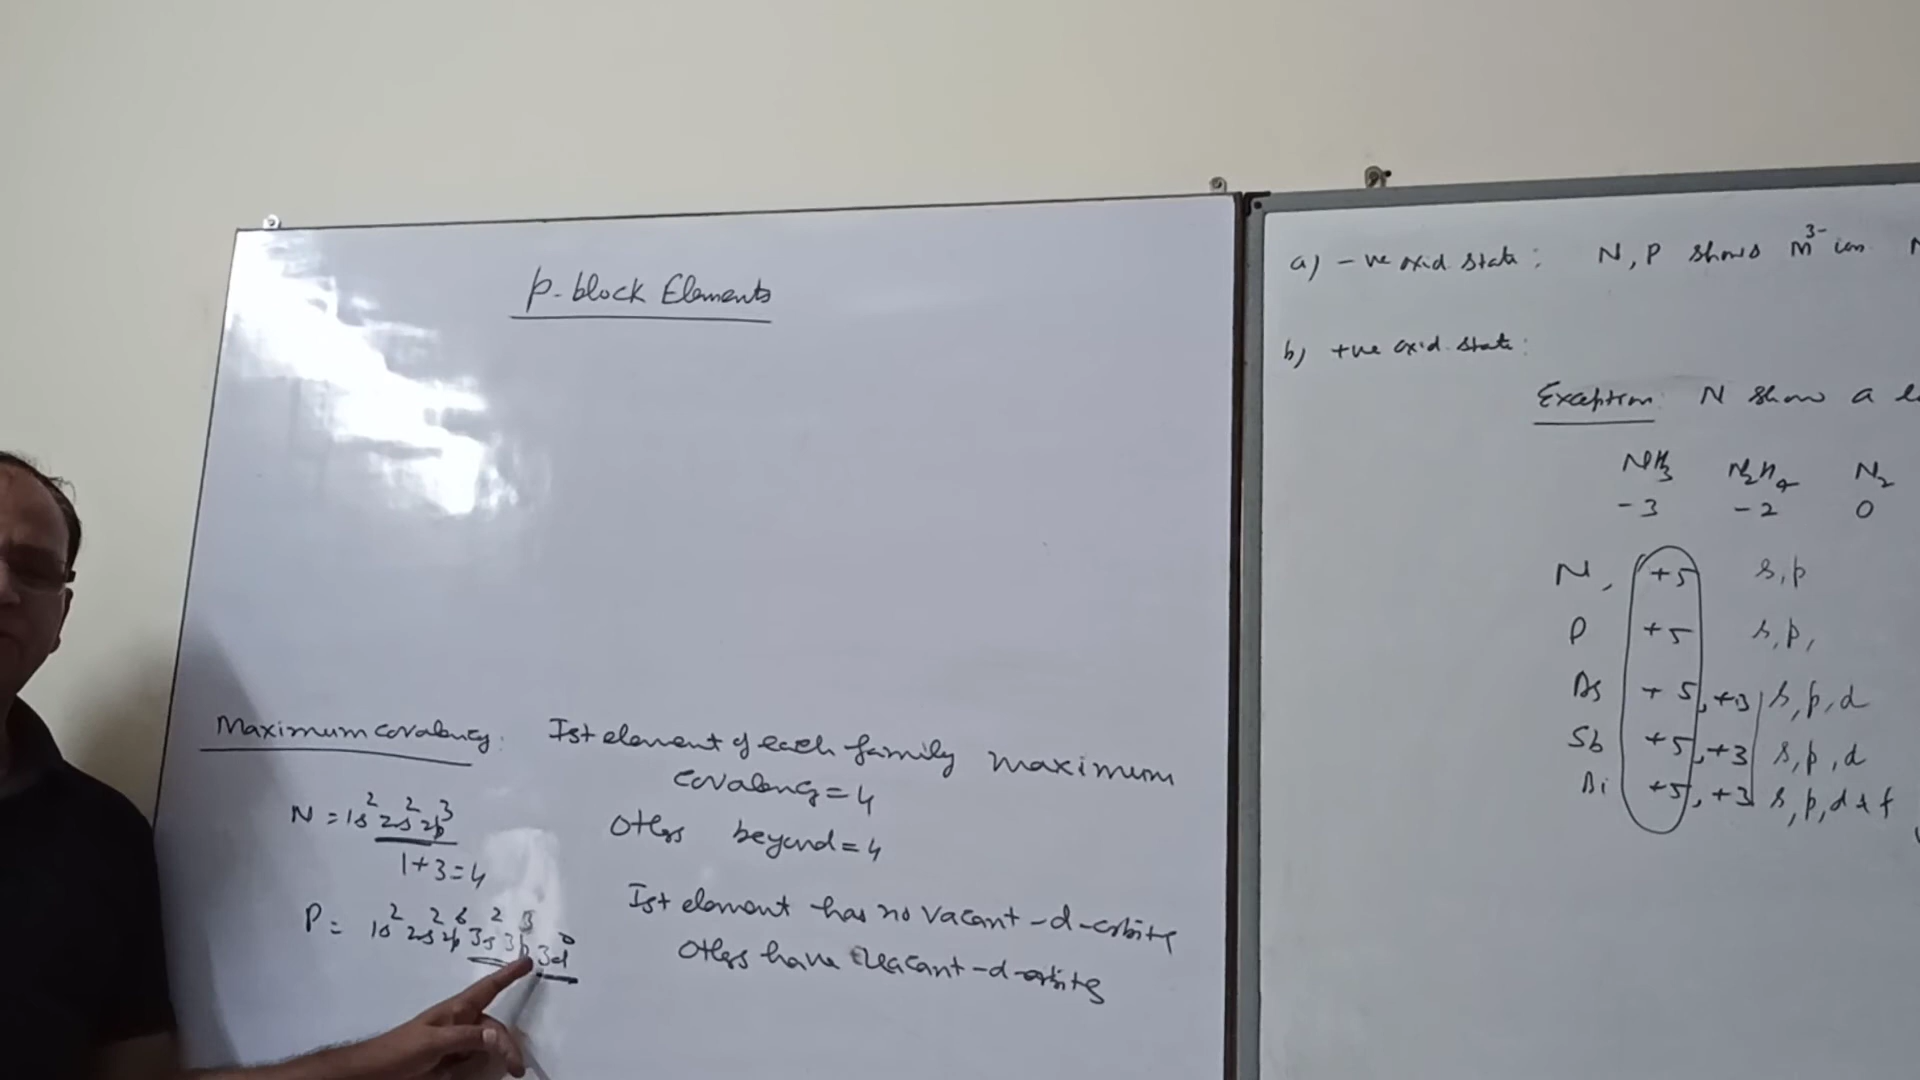 p-block Elements
Maximum covalency: Ist element of each family maximum
covalency = 4
N = 1s² 2s² 2p³
1+3=4
Others beyond = 4
P = 1s² 2s² 2p⁶ 3s² 3p³ 3d⁰
Ist element has no vacant-d-orbits
Others have vacant-d-orbits
a) -ve oxid state: N, P shows M³⁻ ion
b) +ve oxid. state:
Exception: N show a
NH₃ N₂H₄ N₂
-3 -2 0
N, +5 s,p
P +5 s,p,
As +5, +3 s,p,d
Sb +5, +3 s,p,d
Bi +5, +3 s,p,d+f